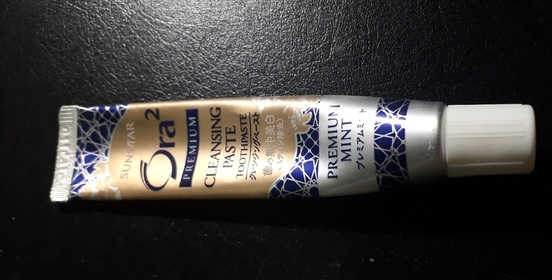 SUNSTAR
Ora2
PREMIUM
CLEANSING
PASTE
TOOTHPASTE
クレンジングペースト
PREMIUM
MINT
プレミアムミント